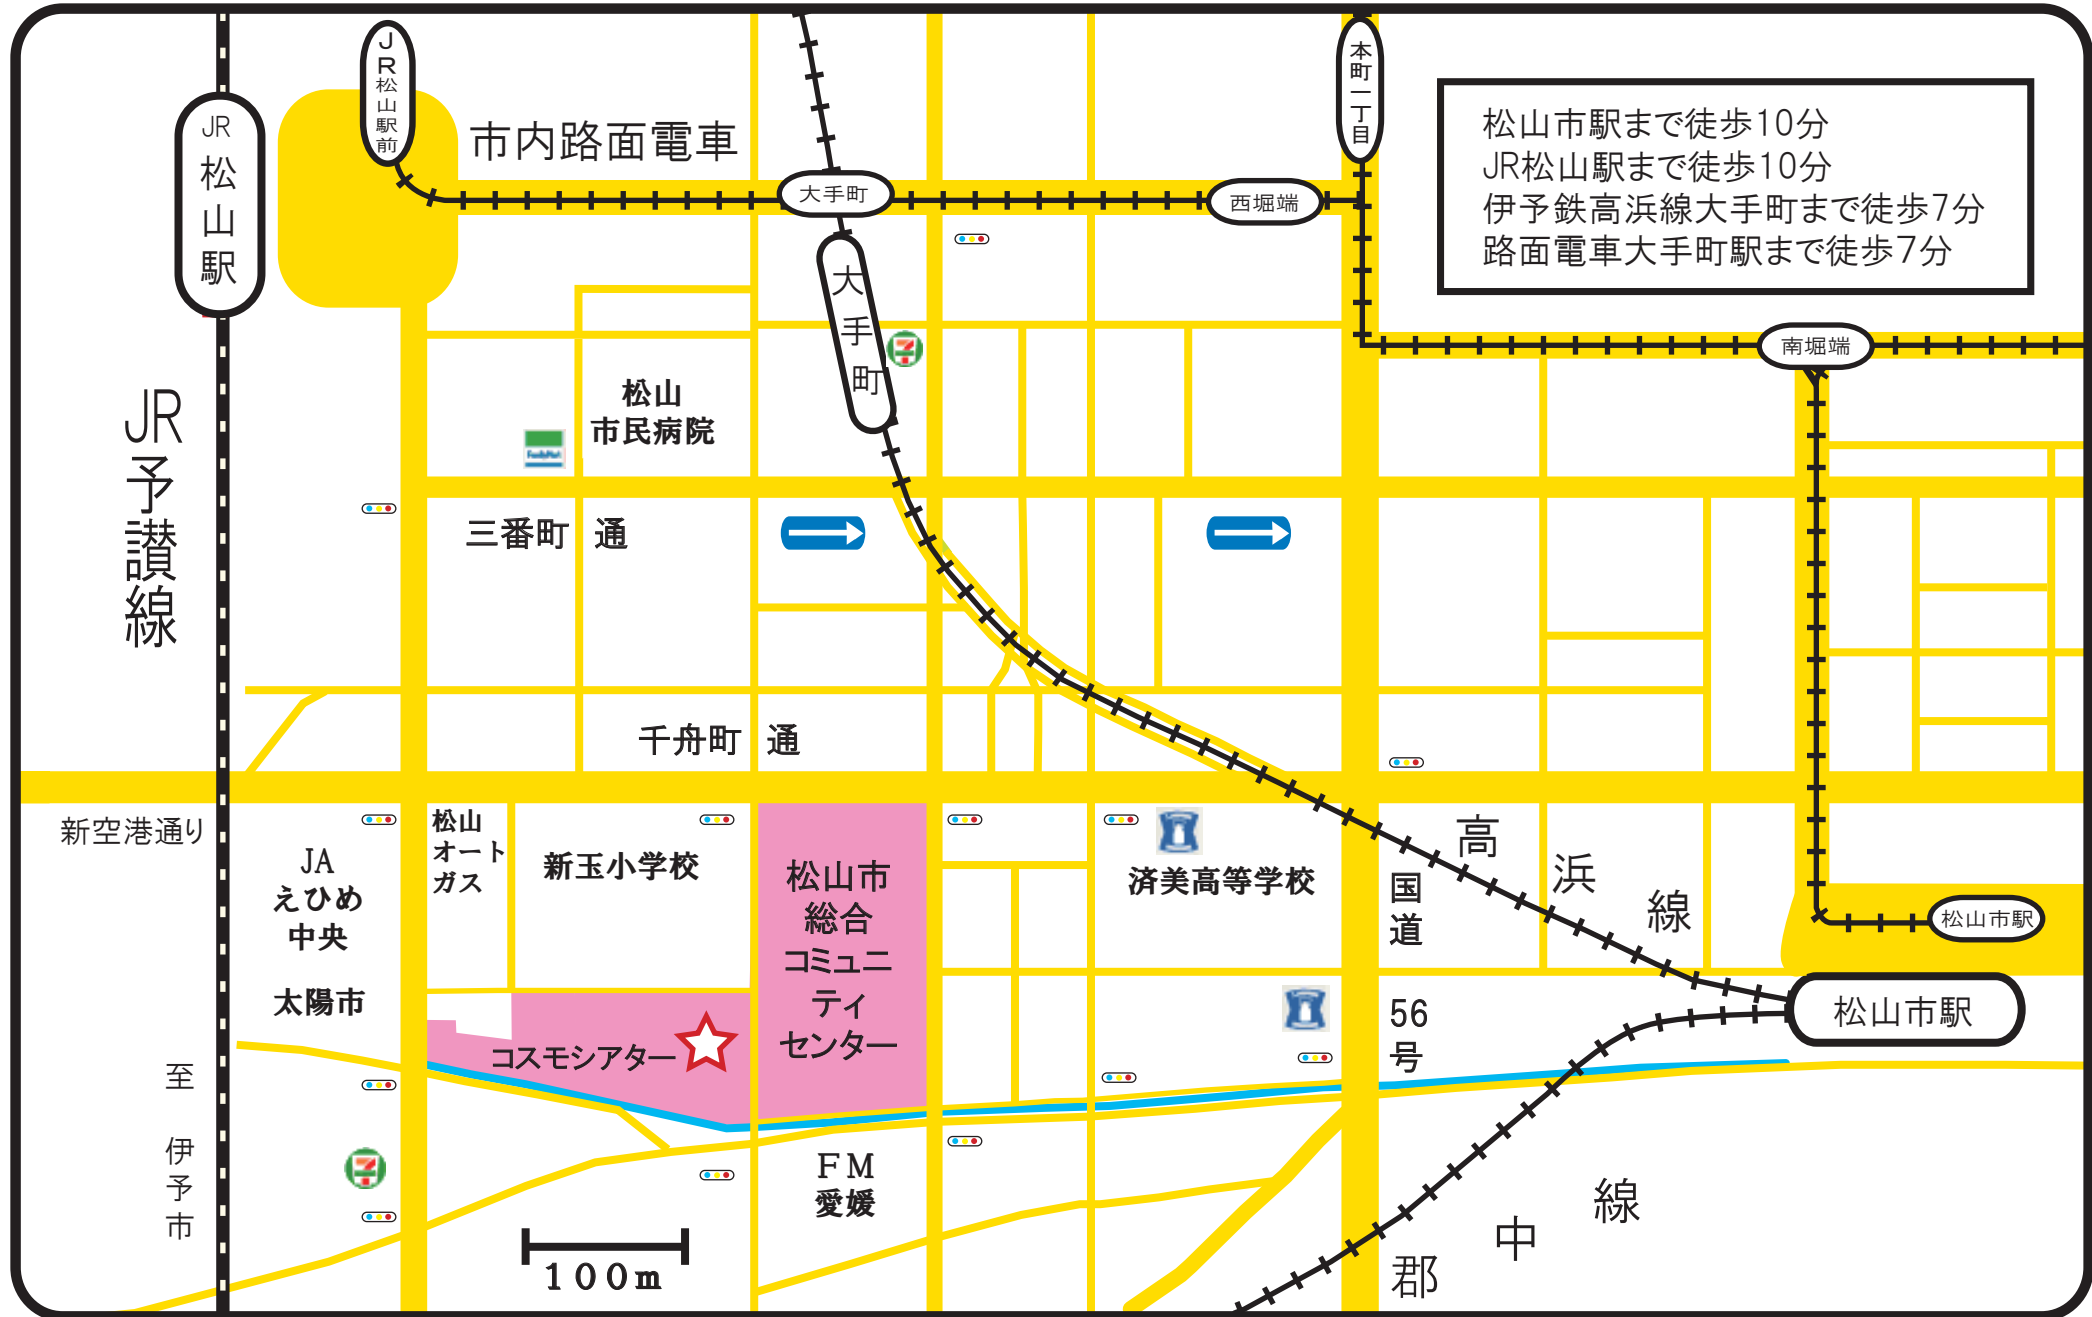 JR松山駅前
本町一丁目
松山市駅まで徒歩10分
JR松山駅まで徒歩10分
伊予鉄高浜線大手町まで徒歩7分
路面電車大手町駅まで徒歩7分
JR
松山駅
市内路面電車
大手町
西堀端
大手町
南堀端
JR予讃線
松山
市民病院
FamilyMart
三番町 通
千舟町 通
新空港通り
JA
えひめ
中央
太陽市
松山
オート
ガス
新玉小学校
松山市
総合
コミュニ
ティ
センター
済美高等学校
国道
56
号
高浜線
松山市駅
松山市駅
コスモシアター
至 伊予市
FM
愛媛
100m
郡中線